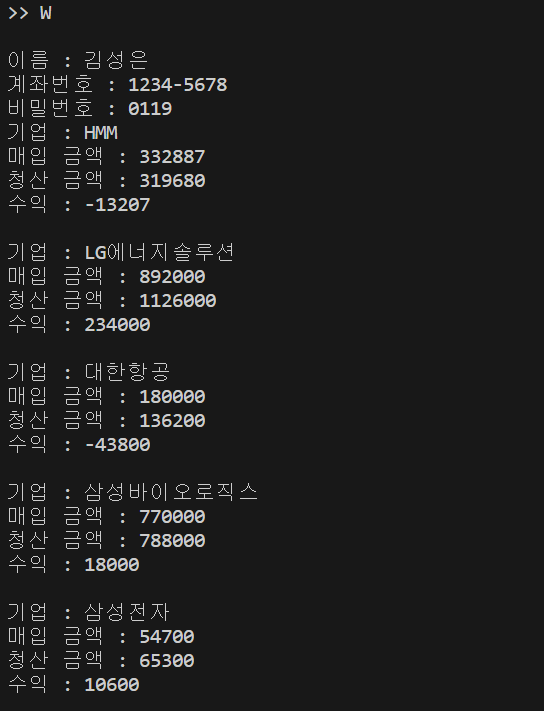 >> W
이름 : 김성은
계좌번호 : 1234-5678
비밀번호 : 0119
기업 : HMM
매입 금액 : 332887
청산 금액 : 319680
수익 : -13207
기업 : LG에너지솔루션
매입 금액 : 892000
청산 금액 : 1126000
수익 : 234000
기업 : 대한항공
매입 금액 : 180000
청산 금액 : 136200
수익 : -43800
기업 : 삼성바이오로직스
매입 금액 : 770000
청산 금액 : 788000
수익 : 18000
기업 : 삼성전자
매입 금액 : 54700
청산 금액 : 65300
수익 : 10600